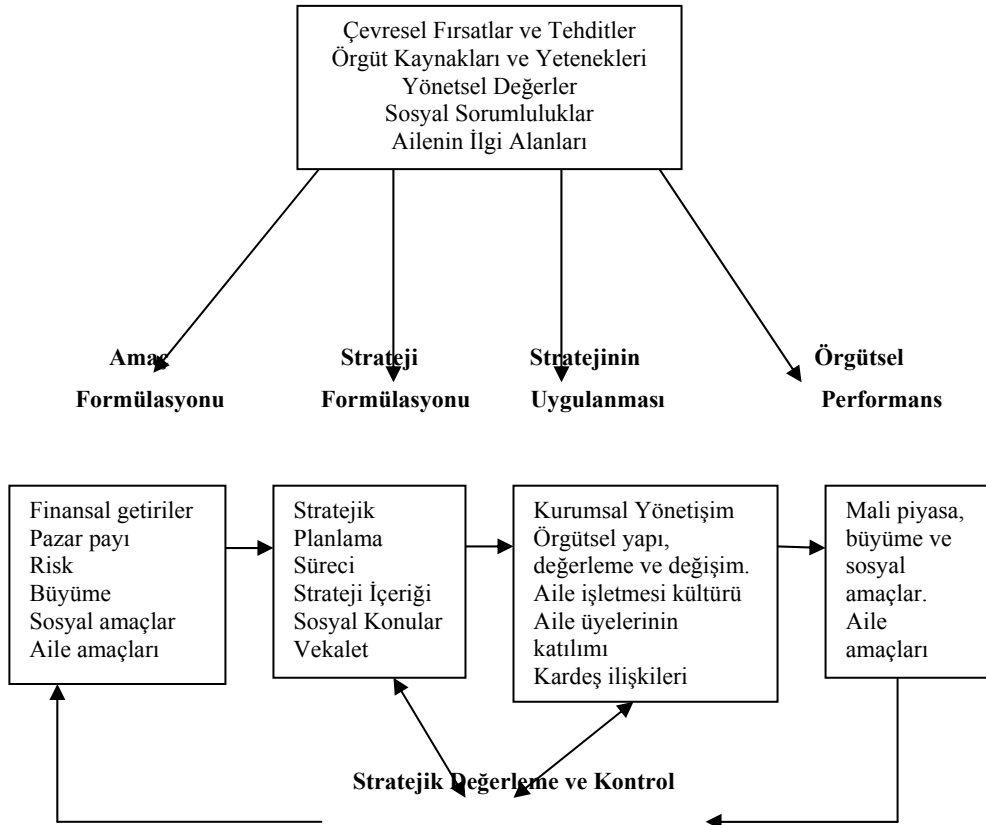 Çevresel Fırsatlar ve Tehditler
Örgüt Kaynakları ve Yetenekleri
Yönetsel Değerler
Sosyal Sorumluluklar
Ailenin İlgi Alanları
Amaç
Formülasyonu
Strateji
Formülasyonu
Stratejinin
Uygulanması
Örgütsel
Performans
Finansal getiriler
Pazar payı
Risk
Büyüme
Sosyal amaçlar
Aile amaçları
Stratejik
Planlama
Süreci
Strateji İçeriği
Sosyal Konular
Vekalet
Kurumsal Yönetişim
Örgütsel yapı,
değerleme ve değişim.
Aile işletmesi kültürü
Aile üyelerinin
katılımı
Kardeş ilişkileri
Mali piyasa,
büyüme ve
sosyal
amaçlar.
Aile
amaçları
Stratejik Değerleme ve Kontrol